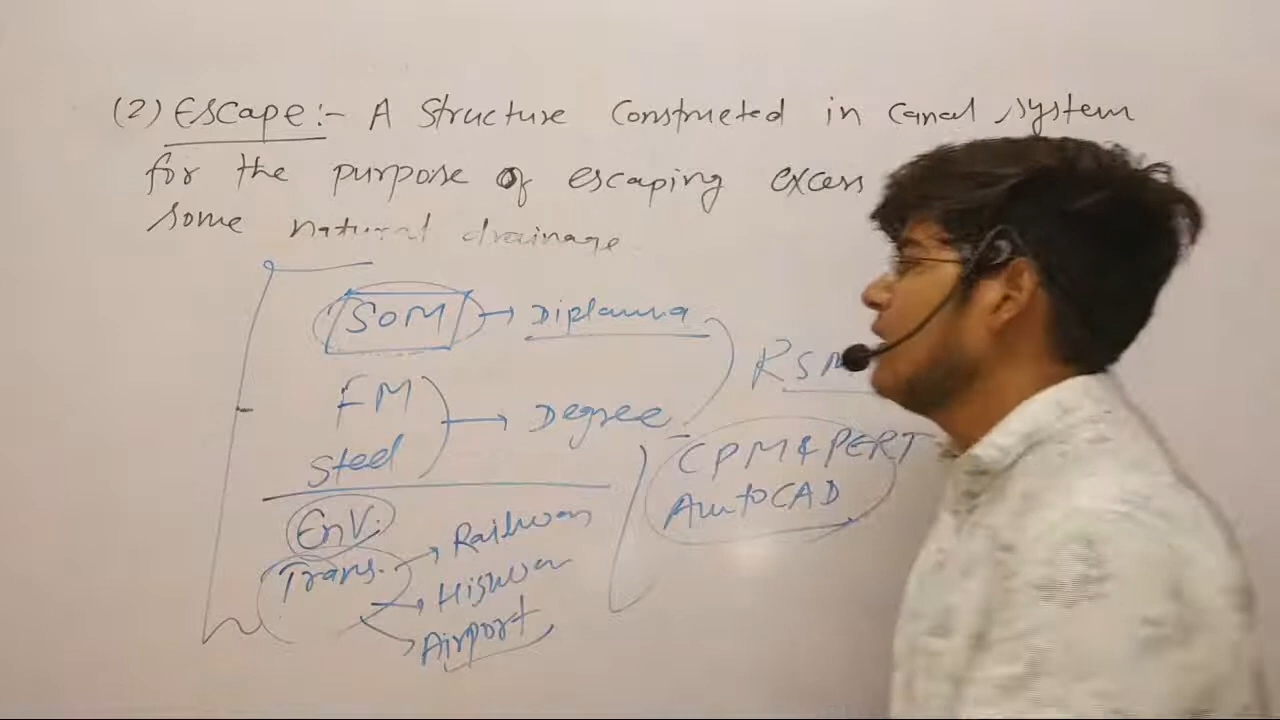 (2) Escape:- A structure constructed in canal system
for the purpose of escaping excess
some natural drainage
SOM → Diploma
RSM
FM
Steel
→ Degree
CPM & PERT
AutoCAD
Env.
Trans.
→ Railway
→ Highway
→ Airport